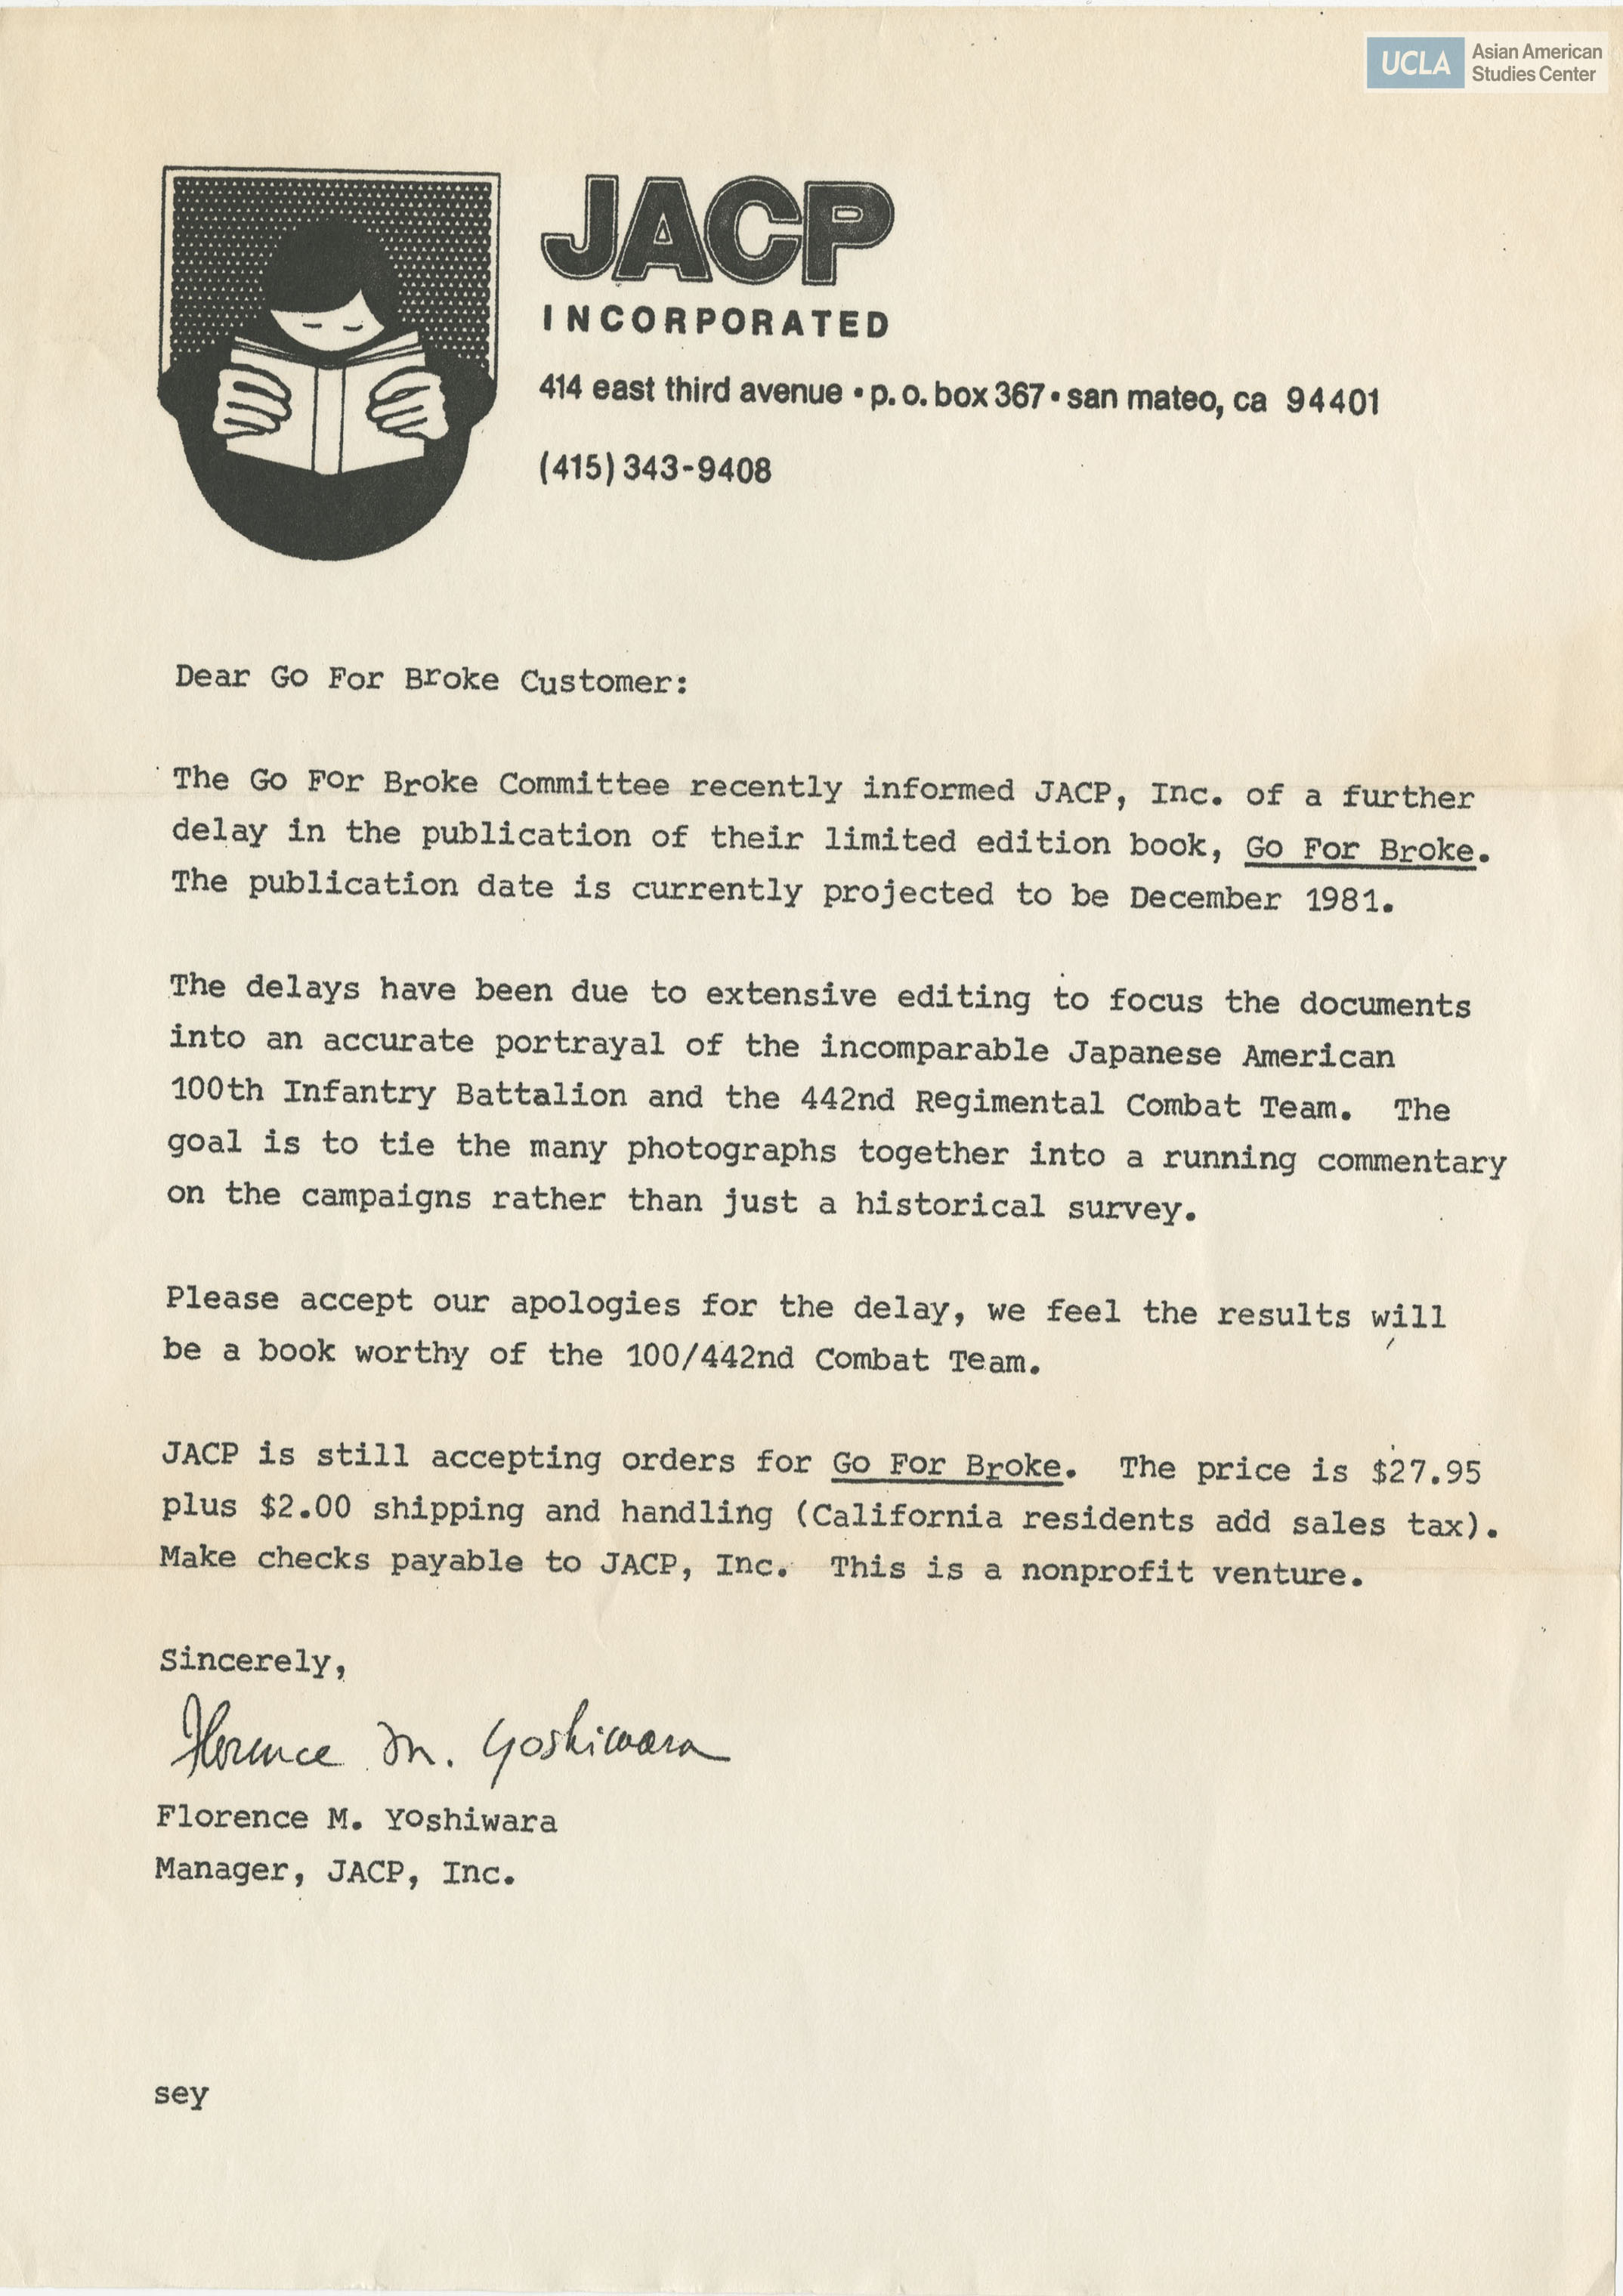 UCLA Asian American
Studies Center
JACP
INCORPORATED
414 east third avenue • p. o. box 367 • san mateo, ca 94401
(415) 343-9408
Dear Go For Broke Customer:
The Go For Broke Committee recently informed JACP, Inc. of a further
delay in the publication of their limited edition book, Go For Broke.
The publication date is currently projected to be December 1981.
The delays have been due to extensive editing to focus the documents
into an accurate portrayal of the incomparable Japanese American
100th Infantry Battalion and the 442nd Regimental Combat Team. The
goal is to tie the many photographs together into a running commentary
on the campaigns rather than just a historical survey.
Please accept our apologies for the delay, we feel the results will
be a book worthy of the 100/442nd Combat Team.
JACP is still accepting orders for Go For Broke. The price is $27.95
plus $2.00 shipping and handling (California residents add sales tax).
Make checks payable to JACP, Inc. This is a nonprofit venture.
Sincerely,
Florence M. Yoshiwara
Florence M. Yoshiwara
Manager, JACP, Inc.
sey